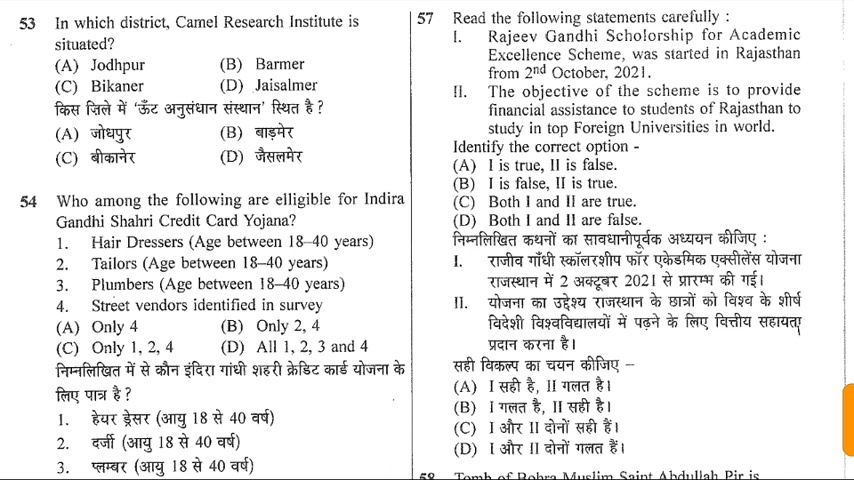 53 In which district, Camel Research Institute is
situated?
(A) Jodhpur (B) Barmer
(C) Bikaner (D) Jaisalmer
किस ज़िले में ‘ऊँट अनुसंधान संस्थान’ स्थित है ?
(A) जोधपुर (B) बाड़मेर
(C) बीकानेर (D) जैसलमेर
54 Who among the following are elligible for Indira
Gandhi Shahri Credit Card Yojana?
1. Hair Dressers (Age between 18–40 years)
2. Tailors (Age between 18–40 years)
3. Plumbers (Age between 18–40 years)
4. Street vendors identified in survey
(A) Only 4 (B) Only 2, 4
(C) Only 1, 2, 4 (D) All 1, 2, 3 and 4
निम्नलिखित में से कौन इंदिरा गांधी शहरी क्रेडिट कार्ड योजना के
लिए पात्र है ?
1. हेयर ड्रेसर (आयु 18 से 40 वर्ष)
2. दर्जी (आयु 18 से 40 वर्ष)
3. प्लम्बर (आयु 18 से 40 वर्ष)
57 Read the following statements carefully :
I. Rajeev Gandhi Scholorship for Academic
Excellence Scheme, was started in Rajasthan
from 2nd October, 2021.
II. The objective of the scheme is to provide
financial assistance to students of Rajasthan to
study in top Foreign Universities in world.
Identify the correct option -
(A) I is true, II is false.
(B) I is false, II is true.
(C) Both I and II are true.
(D) Both I and II are false.
निम्नलिखित कथनों का सावधानीपूर्वक अध्ययन कीजिए :
I. राजीव गाँधी स्कॉलरशीप फॉर एकेडमिक एक्सीलेंस योजना
राजस्थान में 2 अक्टूबर 2021 से प्रारम्भ की गई।
II. योजना का उद्देश्य राजस्थान के छात्रों को विश्व के शीर्ष
विदेशी विश्वविद्यालयों में पढ़ने के लिए वित्तीय सहायता
प्रदान करना है।
सही विकल्प का चयन कीजिए –
(A) I सही है, II गलत है।
(B) I गलत है, II सही है।
(C) I और II दोनों सही हैं।
(D) I और II दोनों गलत हैं।
58 Tomb of Bohra Muslim Saint Abdullah Pir is